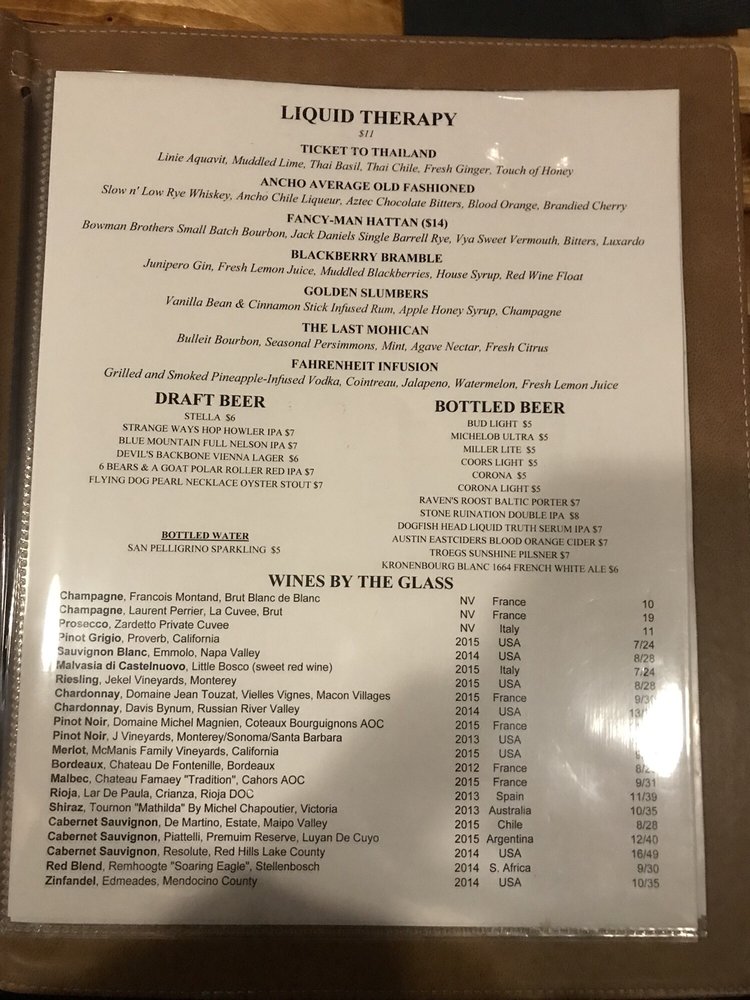 LIQUID THERAPY
$11
TICKET TO THAILAND
Linie Aquavit, Muddled Lime, Thai Basil, Thai Chile, Fresh Ginger, Touch of Honey
ANCHO AVERAGE OLD FASHIONED
Slow n' Low Rye Whiskey, Ancho Chile Liqueur, Aztec Chocolate Bitters, Blood Orange, Brandied Cherry
FANCY-MAN HATTAN ($14)
Bowman Brothers Small Batch Bourbon, Jack Daniels Single Barrell Rye, Vya Sweet Vermouth, Bitters, Luxardo
BLACKBERRY BRAMBLE
Junipero Gin, Fresh Lemon Juice, Muddled Blackberries, House Syrup, Red Wine Float
GOLDEN SLUMBERS
Vanilla Bean & Cinnamon Stick Infused Rum, Apple Honey Syrup, Champagne
THE LAST MOHICAN
Bulleit Bourbon, Seasonal Persimmons, Mint, Agave Nectar, Fresh Citrus
FAHRENHEIT INFUSION
Grilled and Smoked Pineapple-Infused Vodka, Cointreau, Jalapeno, Watermelon, Fresh Lemon Juice
DRAFT BEER
STELLA $6
STRANGE WAYS HOP HOWLER IPA $7
BLUE MOUNTAIN FULL NELSON IPA $7
DEVIL'S BACKBONE VIENNA LAGER $6
6 BEARS & A GOAT POLAR ROLLER RED IPA $7
FLYING DOG PEARL NECKLACE OYSTER STOUT $7
BOTTLED WATER
SAN PELLIGRINO SPARKLING $5
BOTTLED BEER
BUD LIGHT $5
MICHELOB ULTRA $5
MILLER LITE $5
COORS LIGHT $5
CORONA $5
CORONA LIGHT $5
RAVEN'S ROOST BALTIC PORTER $7
STONE RUINATION DOUBLE IPA $8
DOGFISH HEAD LIQUID TRUTH SERUM IPA $7
AUSTIN EASTCIDERS BLOOD ORANGE CIDER $7
TROEGS SUNSHINE PILSNER $7
KRONENBOURG BLANC 1664 FRENCH WHITE ALE $6
WINES BY THE GLASS
Champagne, Francois Montand, Brut Blanc de Blanc NV France 10
Champagne, Laurent Perrier, La Cuvee, Brut NV France 19
Prosecco, Zardetto Private Cuvee NV Italy 11
Pinot Grigio, Proverb, California 2015 USA 7/24
Sauvignon Blanc, Emmolo, Napa Valley 2014 USA 8/28
Malvasia di Castelnuovo, Little Bosco (sweet red wine) 2015 Italy 7/24
Riesling, Jekel Vineyards, Monterey 2015 USA 8/28
Chardonnay, Domaine Jean Touzat, Vielles Vignes, Macon Villages 2015 France 9/30
Chardonnay, Davis Bynum, Russian River Valley 2014 USA
Pinot Noir, Domaine Michel Magnien, Coteaux Bourguignons AOC 2015 France
Pinot Noir, J Vineyards, Monterey/Sonoma/Santa Barbara 2013 USA
Merlot, McManis Family Vineyards, California 2015 USA
Bordeaux, Chateau De Fontenille, Bordeaux 2012 France
Malbec, Chateau Famaey "Tradition", Cahors AOC 2015 France 9/31
Rioja, Lar De Paula, Crianza, Rioja DOC 2013 Spain 11/39
Shiraz, Tournon "Mathilda" By Michel Chapoutier, Victoria 2013 Australia 10/35
Cabernet Sauvignon, De Martino, Estate, Maipo Valley 2015 Chile 8/28
Cabernet Sauvignon, Piattelli, Premuim Reserve, Luyan De Cuyo 2015 Argentina 12/40
Cabernet Sauvignon, Resolute, Red Hills Lake County 2014 USA 16/49
Red Blend, Remhoogte "Soaring Eagle", Stellenbosch 2014 S. Africa 9/30
Zinfandel, Edmeades, Mendocino County 2014 USA 10/35